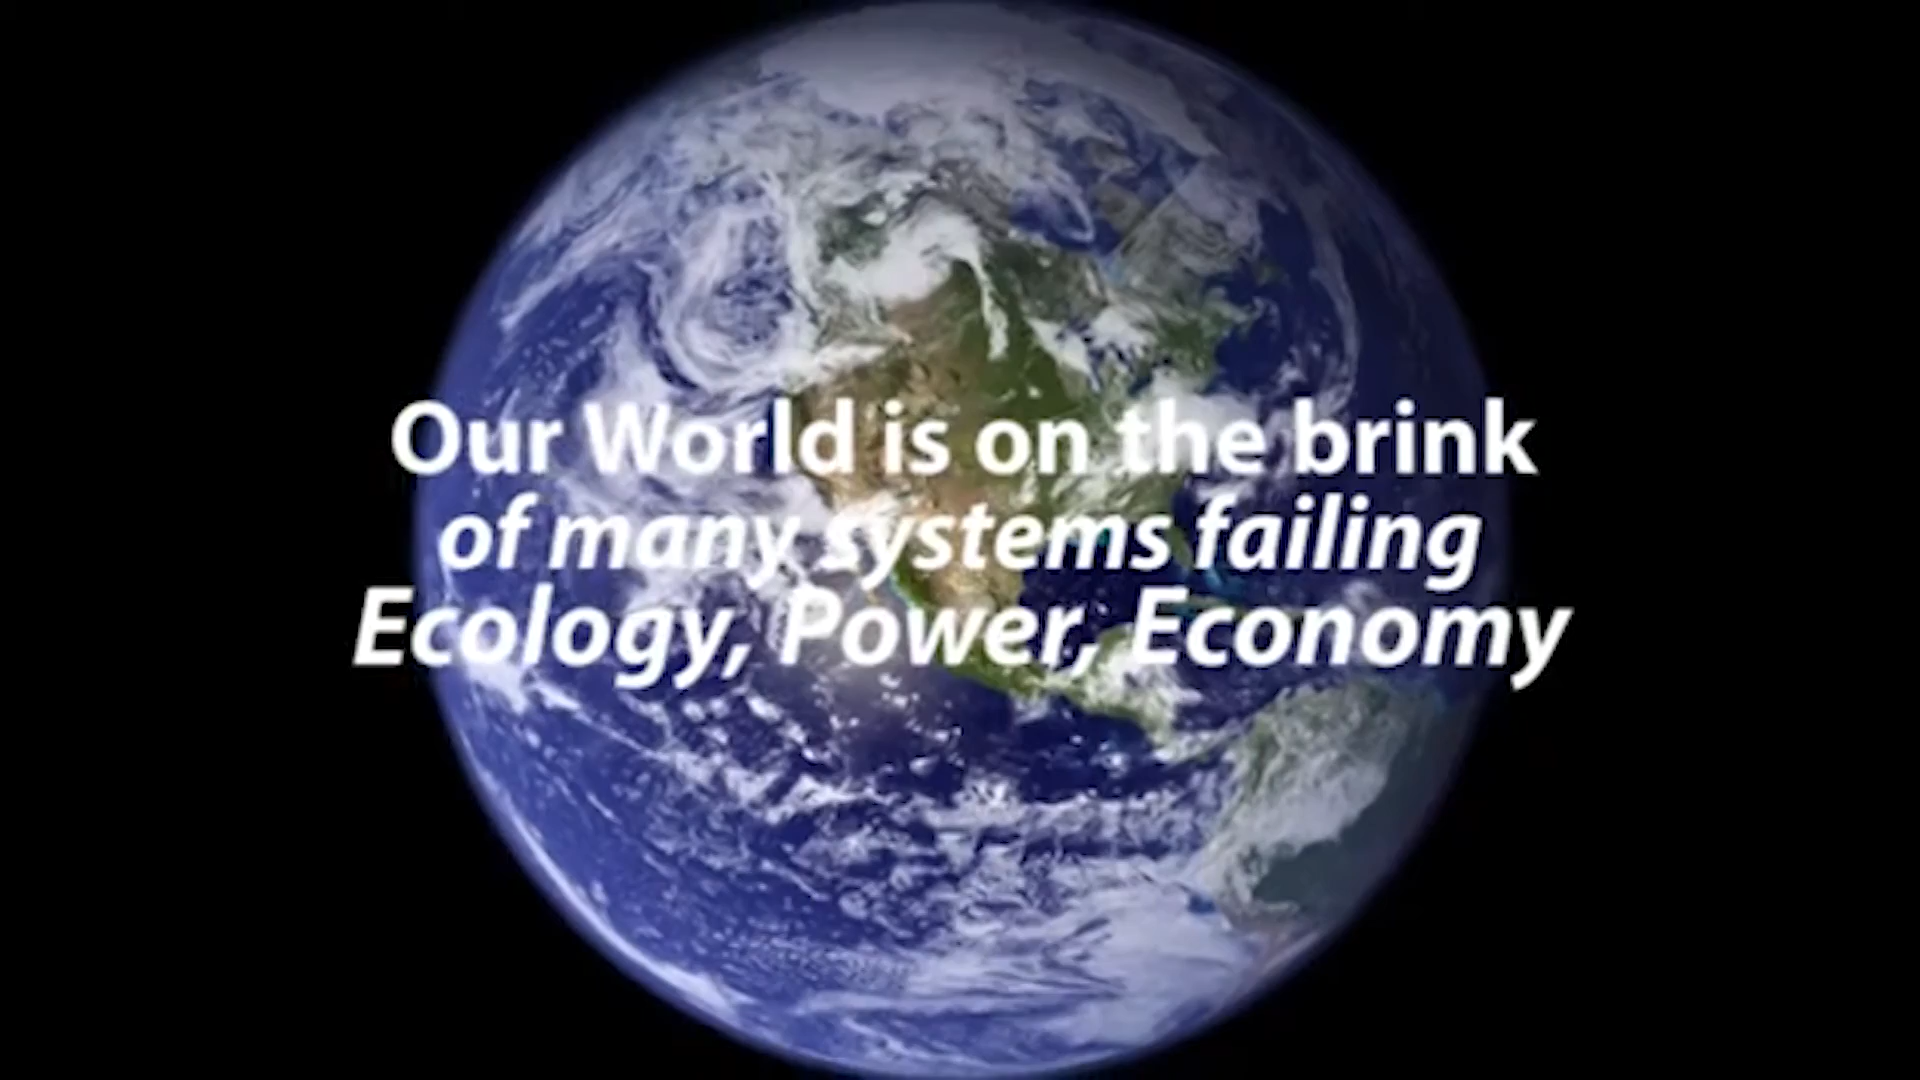 Our World is on the brink
of many systems failing
Ecology, Power, Economy